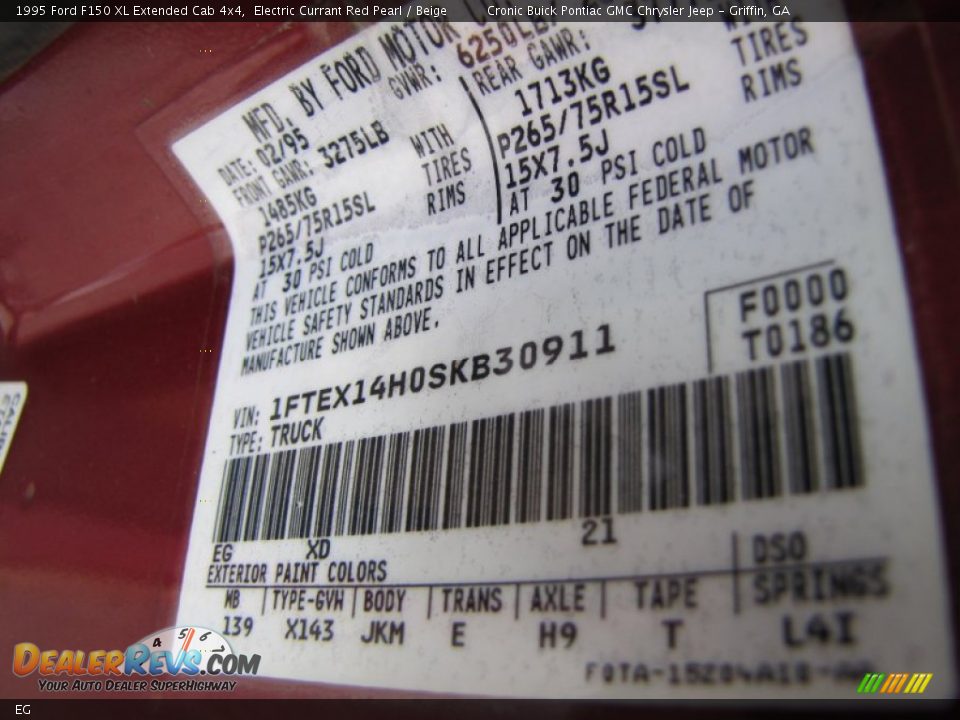 1995 Ford F150 XL Extended Cab 4x4, Electric Currant Red Pearl / Beige Cronic Buick Pontiac GMC Chrysler Jeep - Griffin, GA
MFD. BY FORD MOTOR
DATE: 02/95 GVWR: 6250LB
FRONT GAWR: 3275LB REAR GAWR:
1485KG WITH 1713KG
P265/75R15SL TIRES P265/75R15SL TIRES
15X7.5J RIMS 15X7.5J RIMS
AT 30 PSI COLD AT 30 PSI COLD
THIS VEHICLE CONFORMS TO ALL APPLICABLE FEDERAL MOTOR
VEHICLE SAFETY STANDARDS IN EFFECT ON THE DATE OF
MANUFACTURE SHOWN ABOVE.
F0000
VIN: 1FTEX14H0SKB30911 T0186
TYPE: TRUCK
EG XD 21
EXTERIOR PAINT COLORS DSO
WB TYPE-GVW BODY TRANS AXLE TAPE SPRINGS
139 X143 JKM E H9 T L4I
DEALERREVS.COM
4 5 6
YOUR AUTO DEALER SUPERHIGHWAY
EG